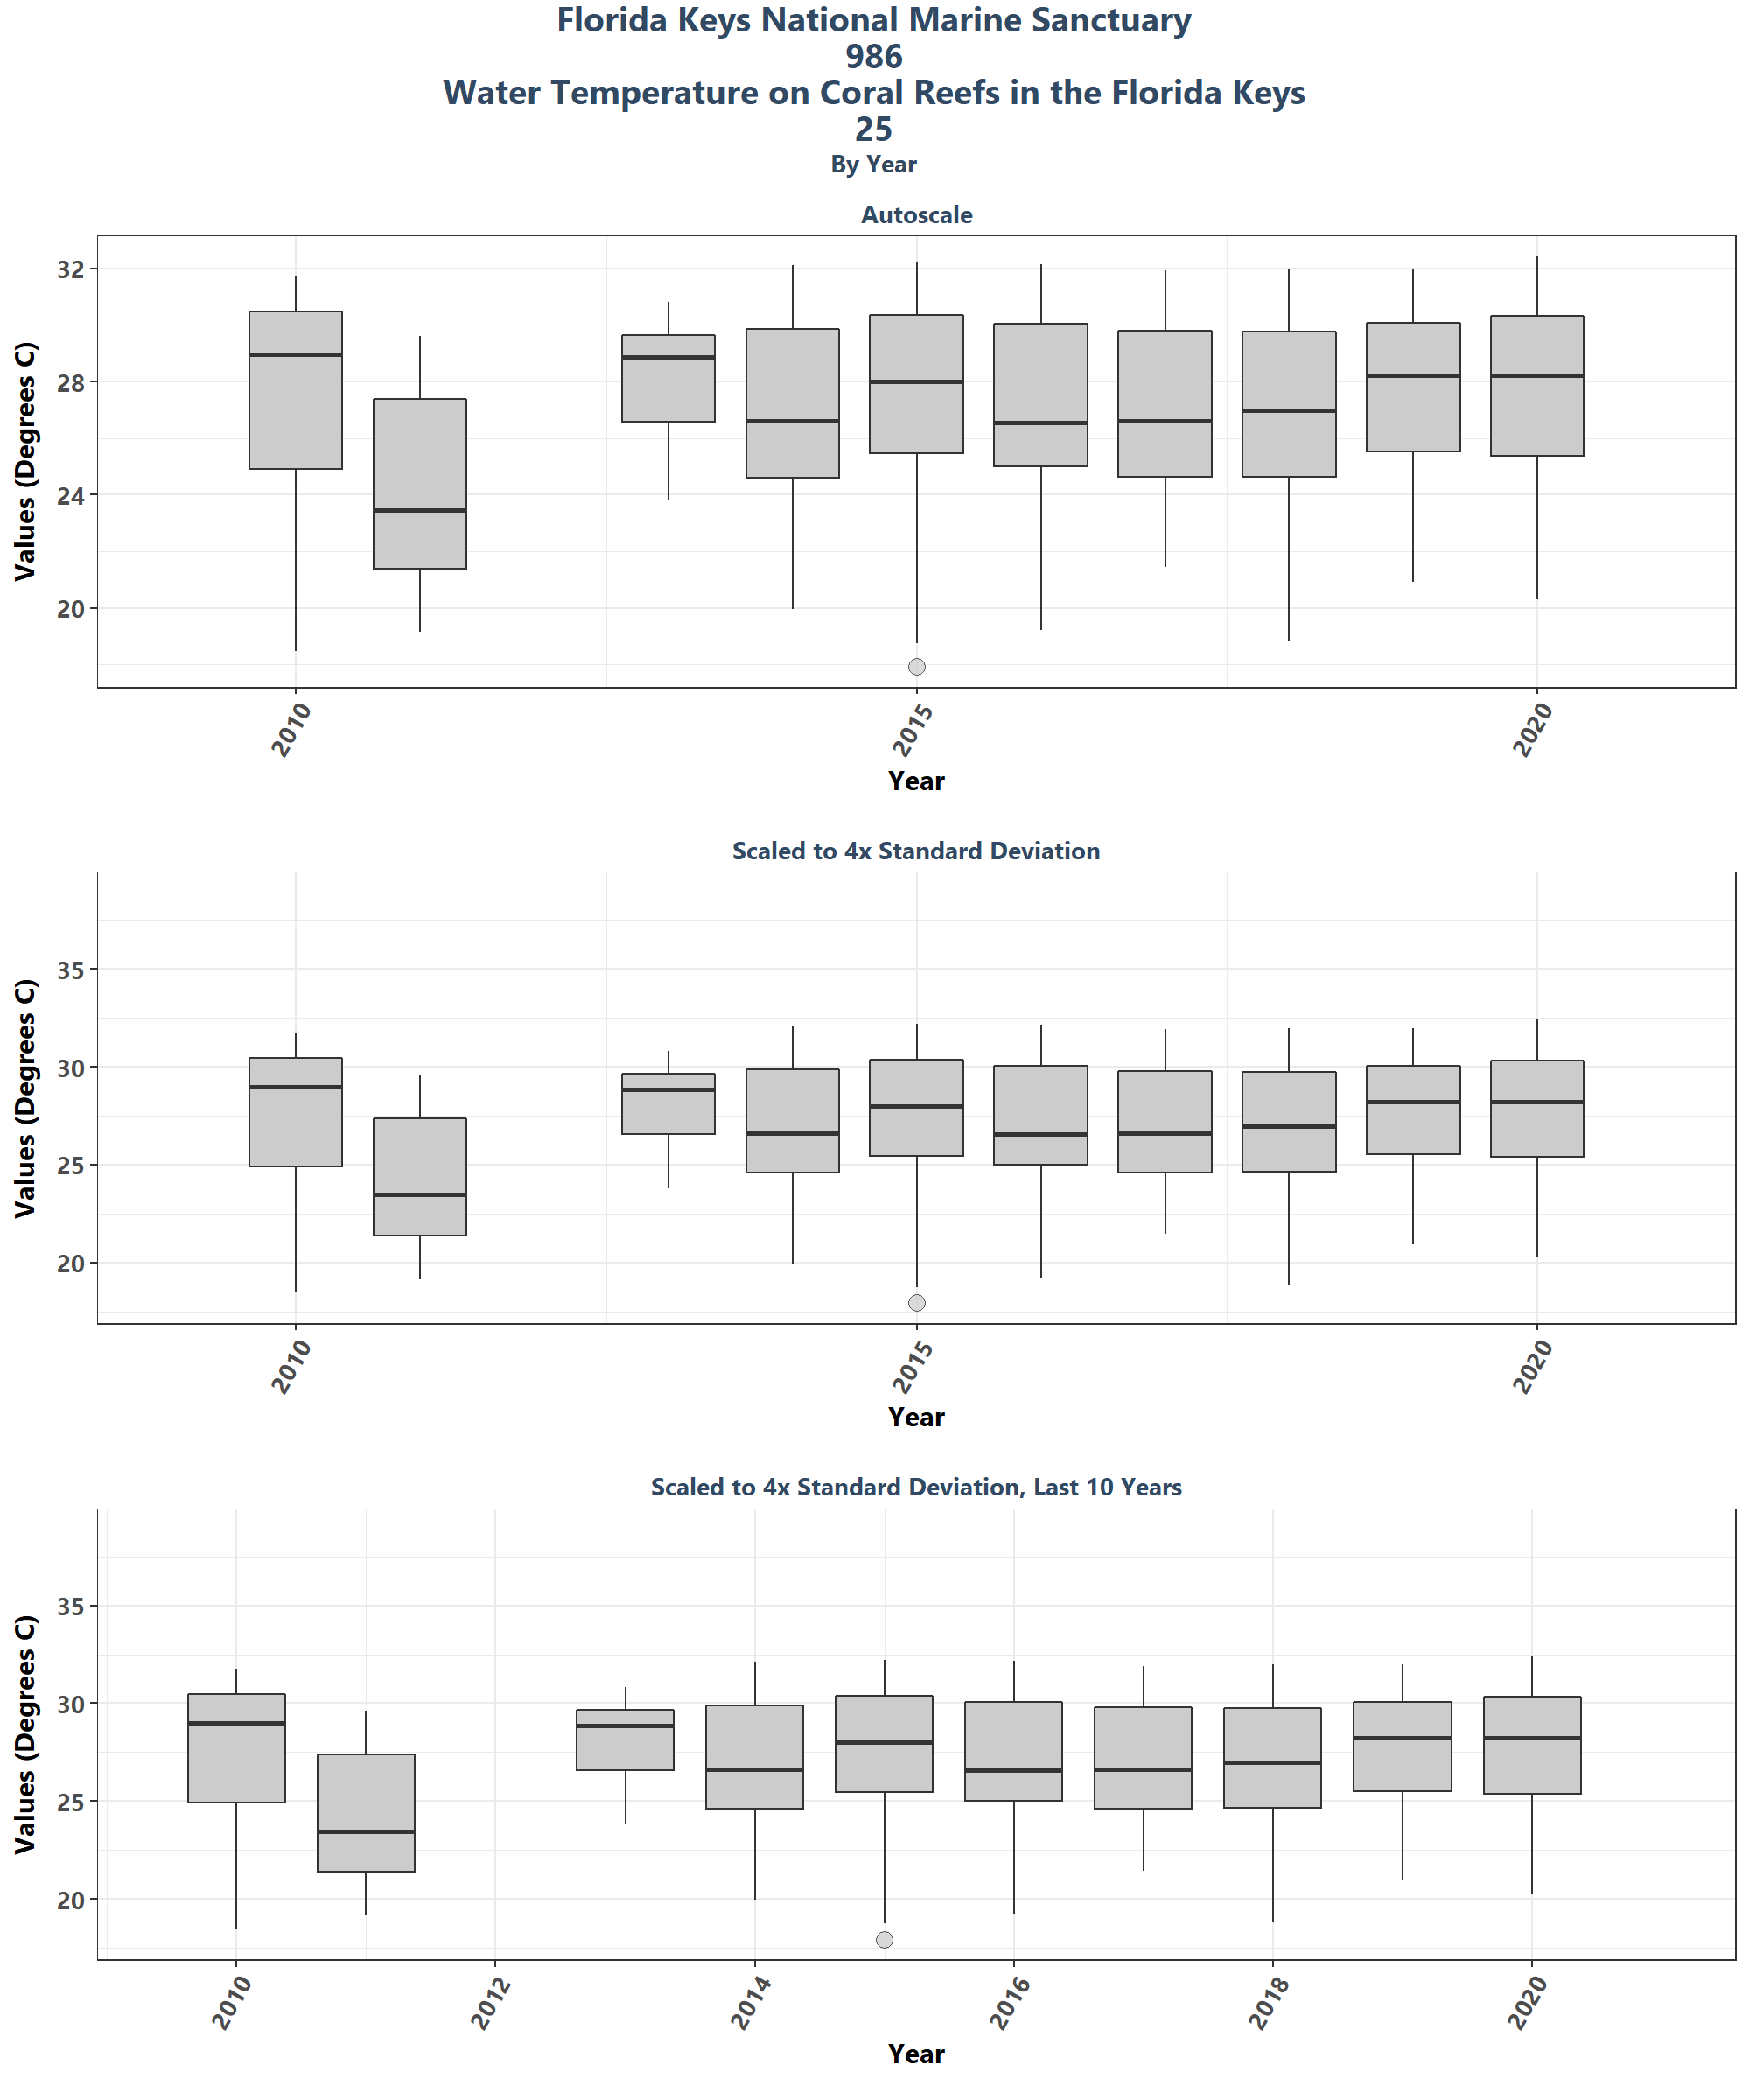 Florida Keys National Marine Sanctuary
986
Water Temperature on Coral Reefs in the Florida Keys
25
By Year
Autoscale
Values (Degrees C)
32
28
24
20
2010
2015
2020
Year
Scaled to 4x Standard Deviation
Values (Degrees C)
35
30
25
20
2010
2015
2020
Year
Scaled to 4x Standard Deviation, Last 10 Years
Values (Degrees C)
35
30
25
20
2010
2012
2014
2016
2018
2020
Year